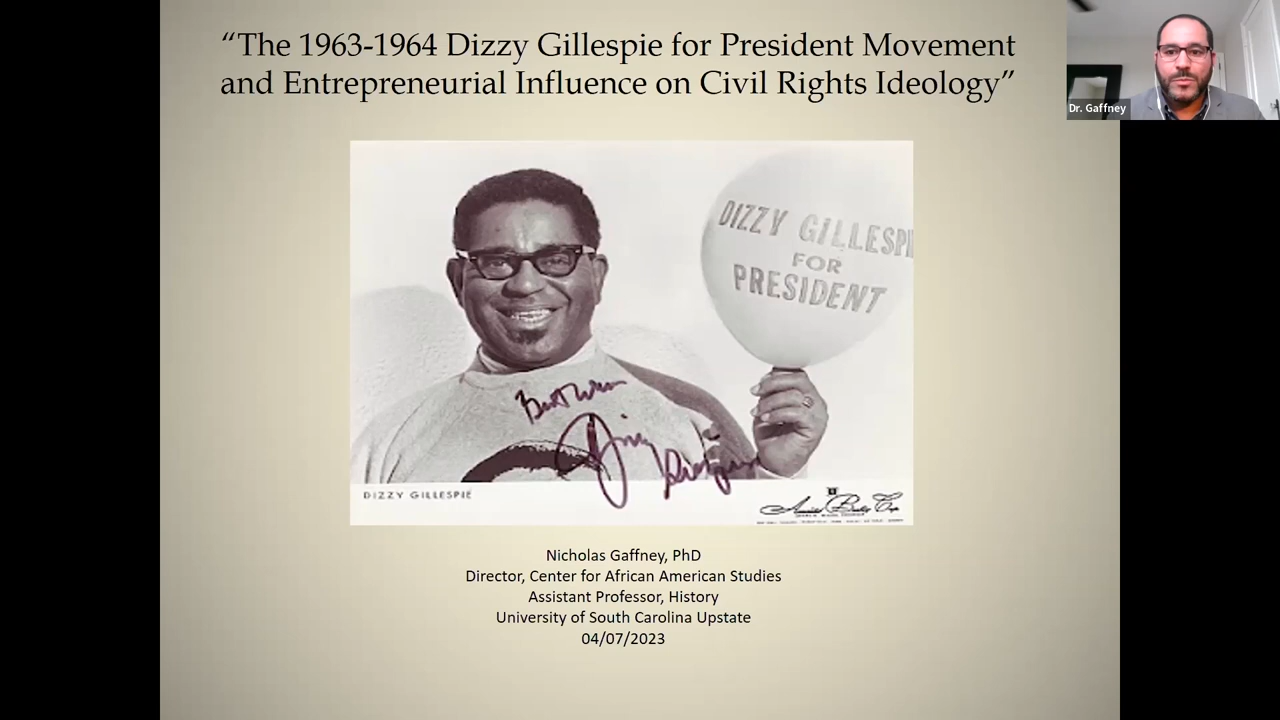 “The 1963-1964 Dizzy Gillespie for President Movement
and Entrepreneurial Influence on Civil Rights Ideology”
Dr. Gaffney
DIZZY GILLESPIE
FOR
PRESIDENT
DIZZY GILLESPIE
Nicholas Gaffney, PhD
Director, Center for African American Studies
Assistant Professor, History
University of South Carolina Upstate
04/07/2023